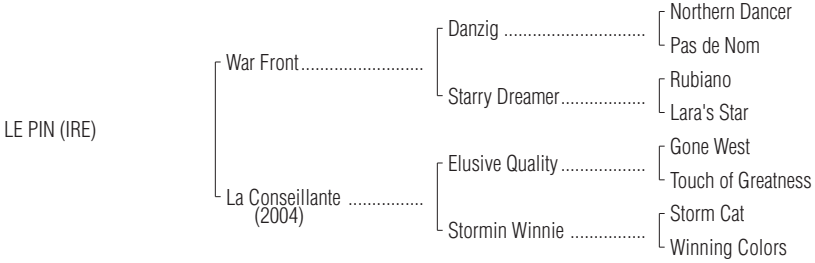 Northern Dancer
Danzig ..............................
Pas de Nom
War Front..........................
Rubiano
Starry Dreamer..................
Lara's Star
LE PIN (IRE)
Gone West
Elusive Quality ..................
Touch of Greatness
La Conseillante ................
(2004)
Storm Cat
Stormin Winnie ................
Winning Colors